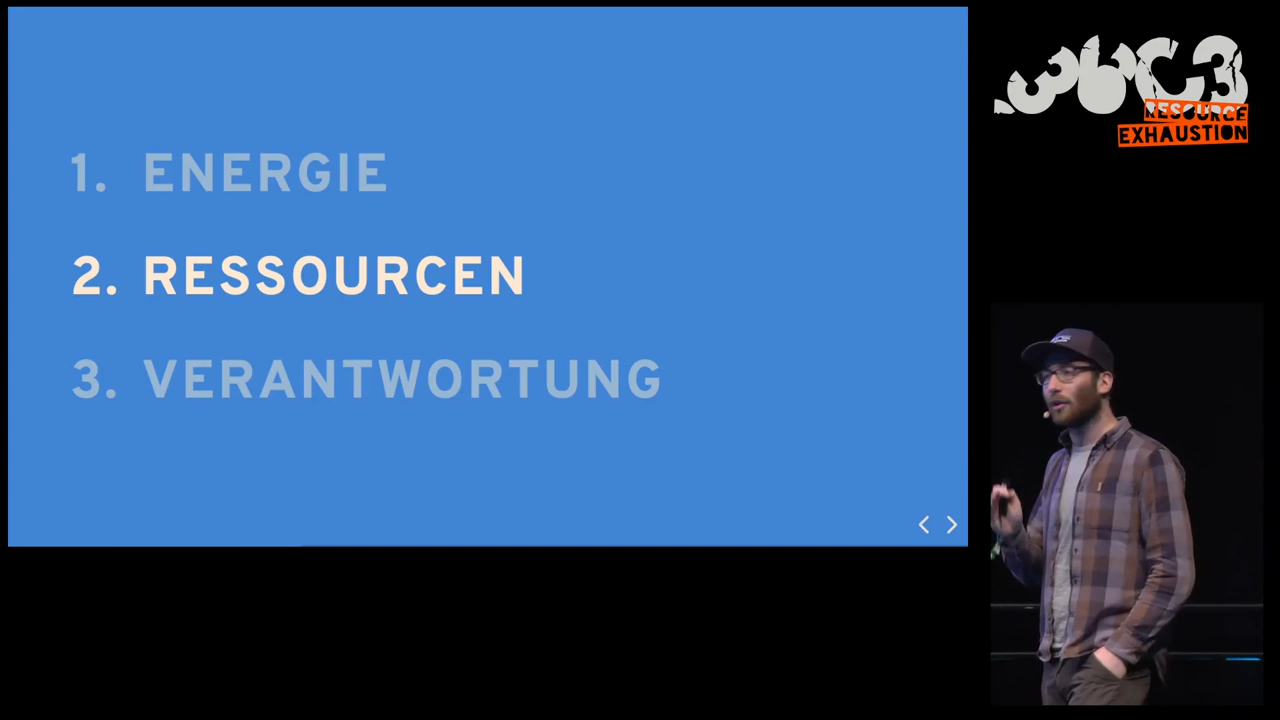 1. ENERGIE
2. RESSOURCEN
3. VERANTWORTUNG
36C3
RESOURCE
EXHAUSTION